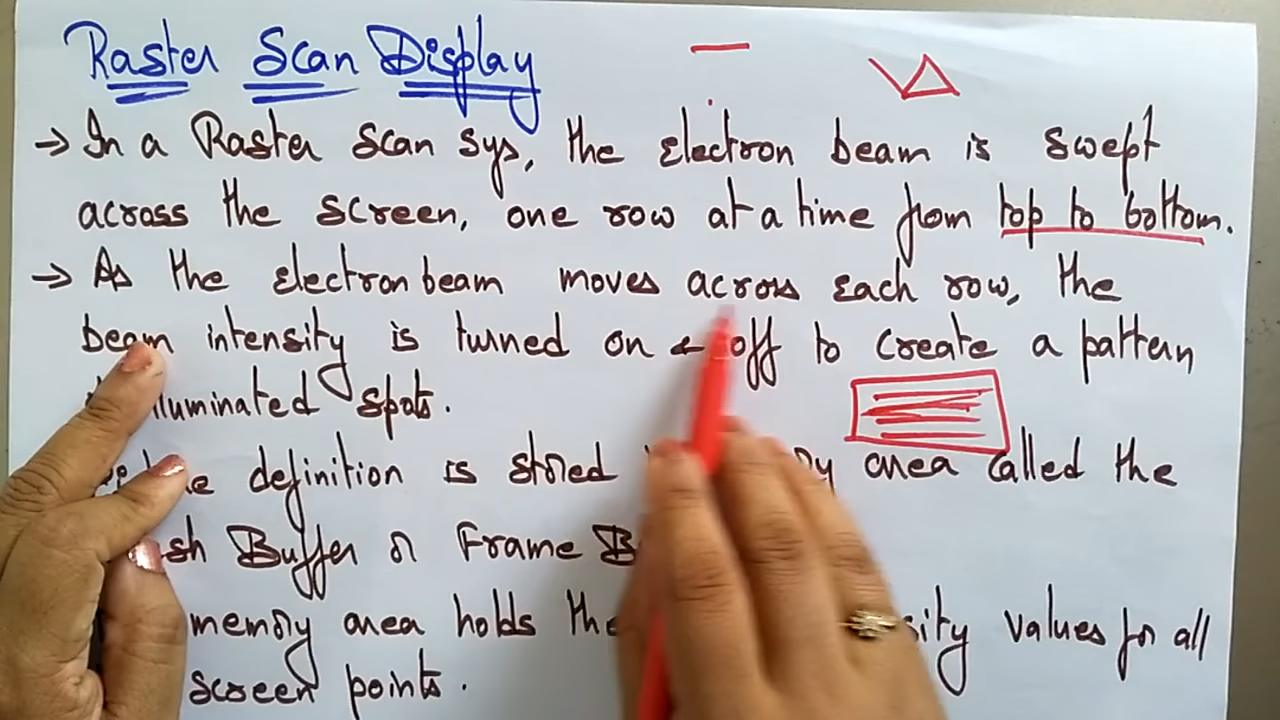 Raster Scan Display
→ In a Raster Scan Sys, the electron beam is swept
across the screen, one row at a time from top to bottom.
→ As the electron beam moves across each row, the
beam intensity is turned on & off to create a pattern
illuminated spots.
definition is stored area called the
Buffer or Frame
memory area holds the values for all
screen points.